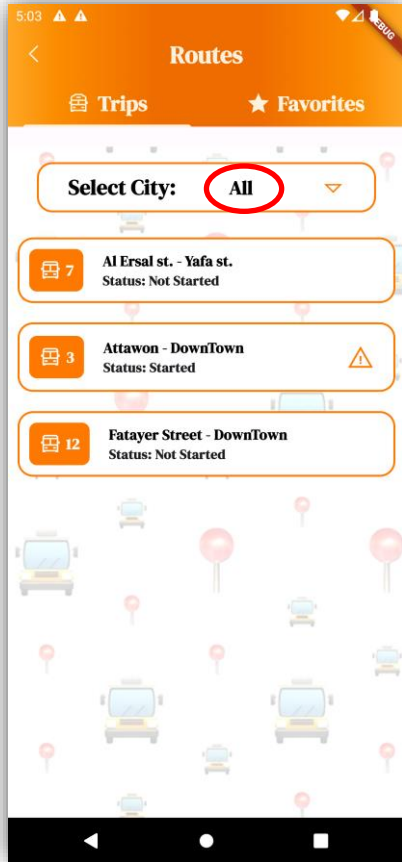 5:03
DEBUG
Routes
Trips
Favorites
Select City: All
7
Al Ersal st. - Yafa st.
Status: Not Started
3
Attawon - DownTown
Status: Started
12
Fatayer Street - DownTown
Status: Not Started